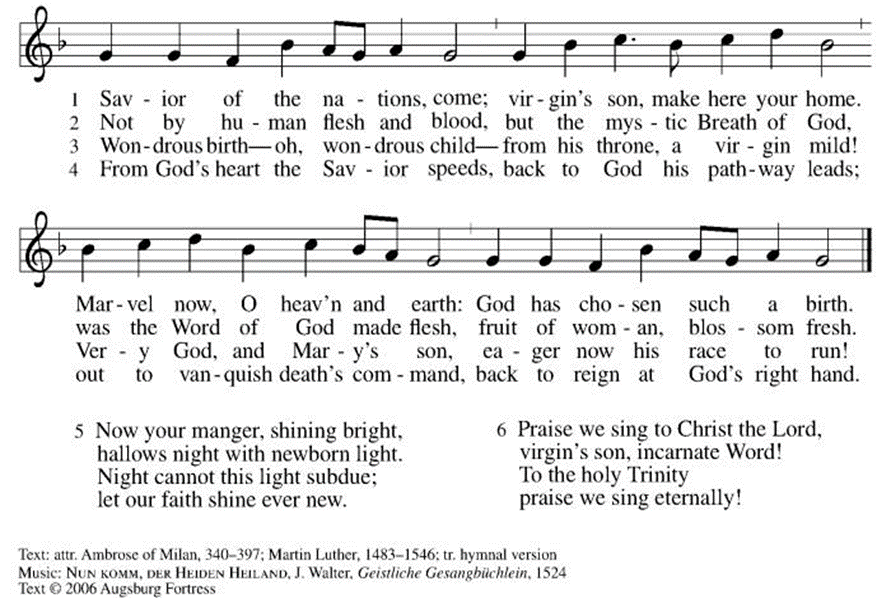 1 Sav - ior of the na - tions, come; vir - gin's son, make here your home.
2 Not by hu - man flesh and blood, but the mys - tic Breath of God,
3 Won - drous birth—oh, won - drous child—from his throne, a vir - gin mild!
4 From God's heart the Sav - ior speeds, back to God his path - way leads;
Mar - vel now, O heav'n and earth: God has cho - sen such a birth.
was the Word of God made flesh, fruit of wom - an, blos - som fresh.
Ver - y God, and Mar - y's son, ea - ger now his race to run!
out to van - quish death's com - mand, back to reign at God's right hand.
5 Now your manger, shining bright,
hallows night with newborn light.
Night cannot this light subdue;
let our faith shine ever new.
6 Praise we sing to Christ the Lord,
virgin's son, incarnate Word!
To the holy Trinity
praise we sing eternally!
Text: attr. Ambrose of Milan, 340–397; Martin Luther, 1483–1546; tr. hymnal version
Music: NUN KOMM, DER HEIDEN HEILAND, J. Walter, Geistliche Gesangbüchlein, 1524
Text © 2006 Augsburg Fortress